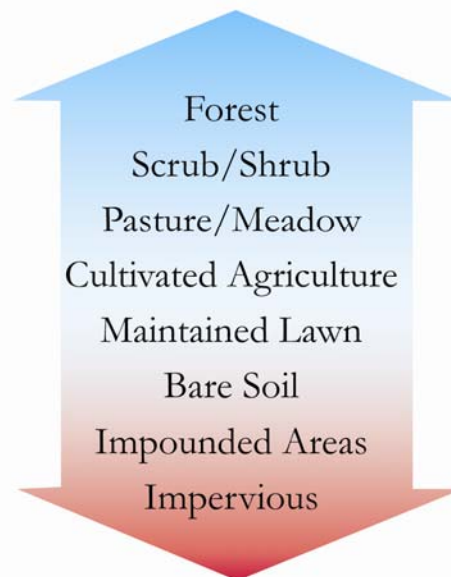 Forest
Scrub/Shrub
Pasture/Meadow
Cultivated Agriculture
Maintained Lawn
Bare Soil
Impounded Areas
Impervious